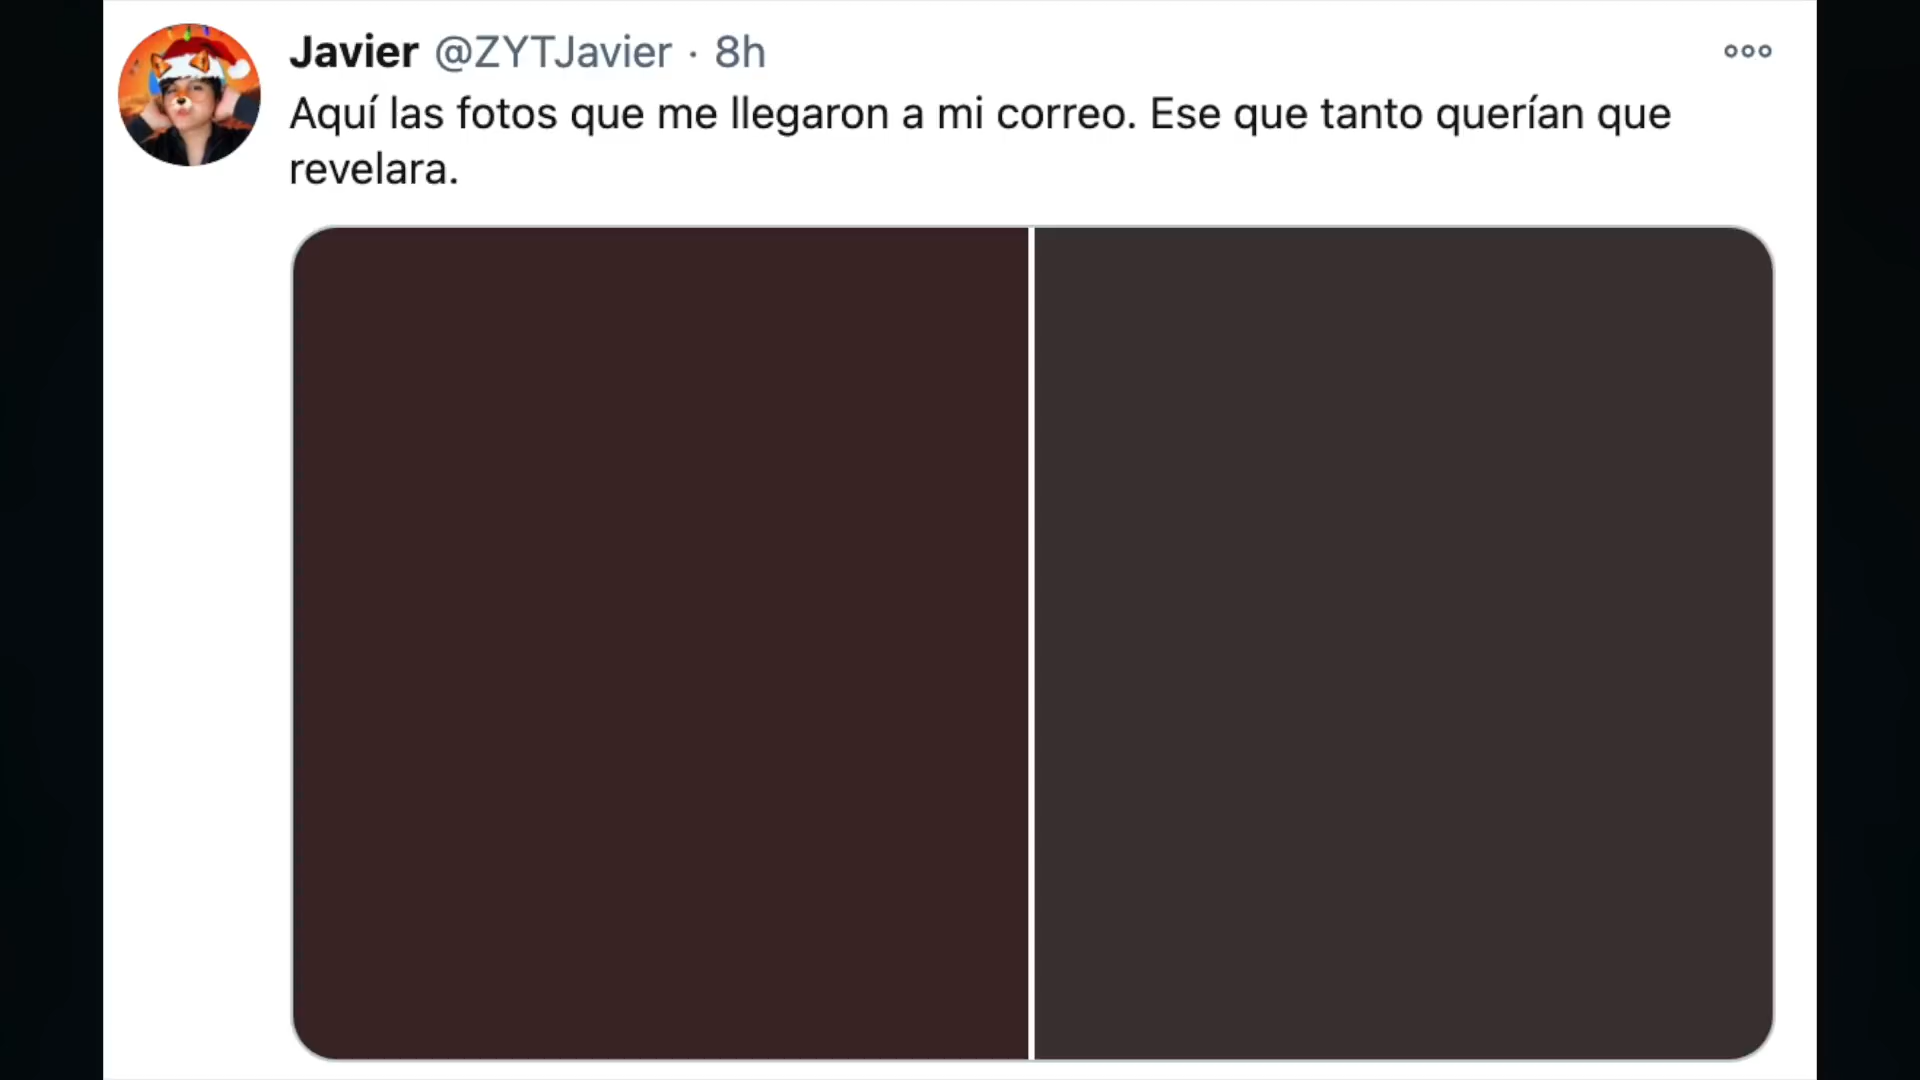 Javier @ZYTJavier · 8h
Aquí las fotos que me llegaron a mi correo. Ese que tanto querían que
revelara.